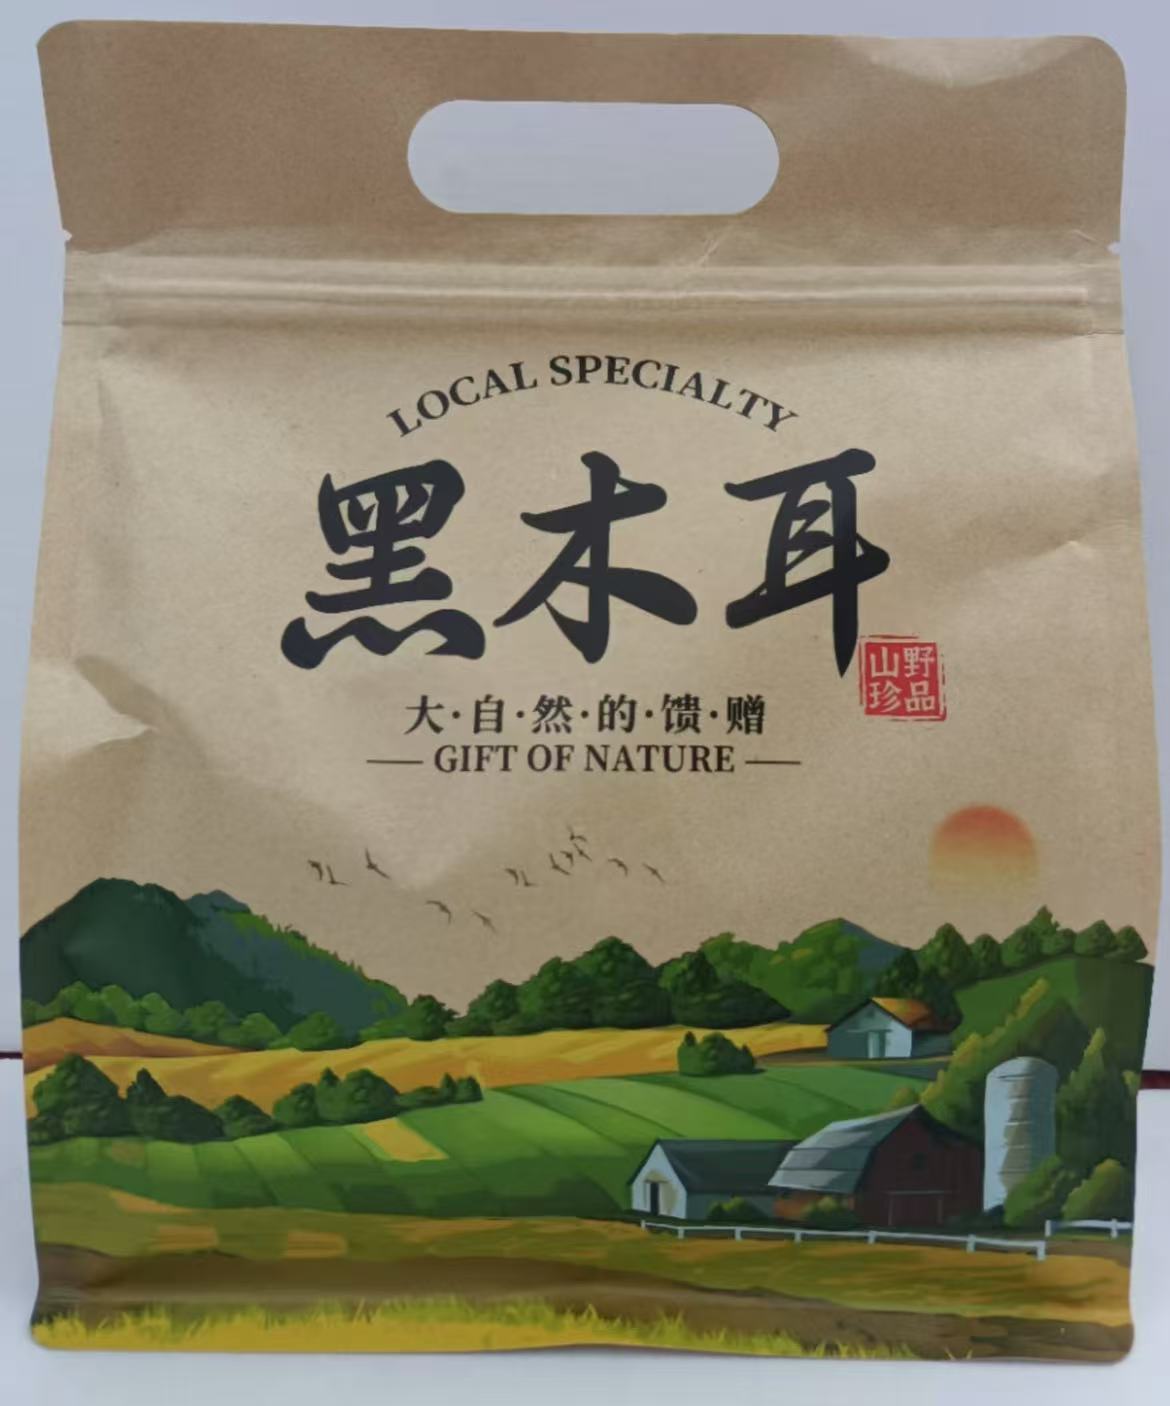 LOCAL SPECIALTY
黑木耳
山野
珍品
大·自·然·的·馈·赠
GIFT OF NATURE